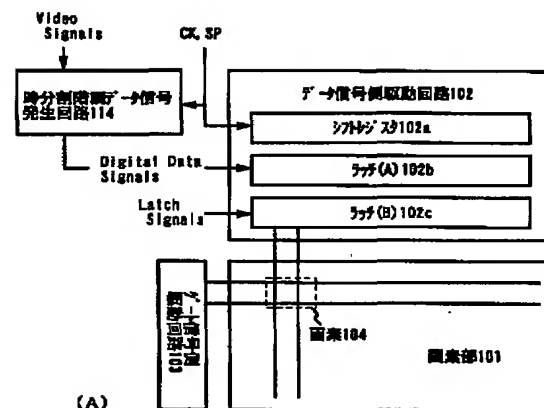 Video
Signals
CK, SP
時分割階調データ信号
発生回路114
データ信号側駆動回路102
シフトレジスタ102a
Digital Data
Signals
ラッチ(A)102b
Latch
Signals
ラッチ(B)102c
ゲート信号側
駆動回路103
画素104
画素部101
(A)